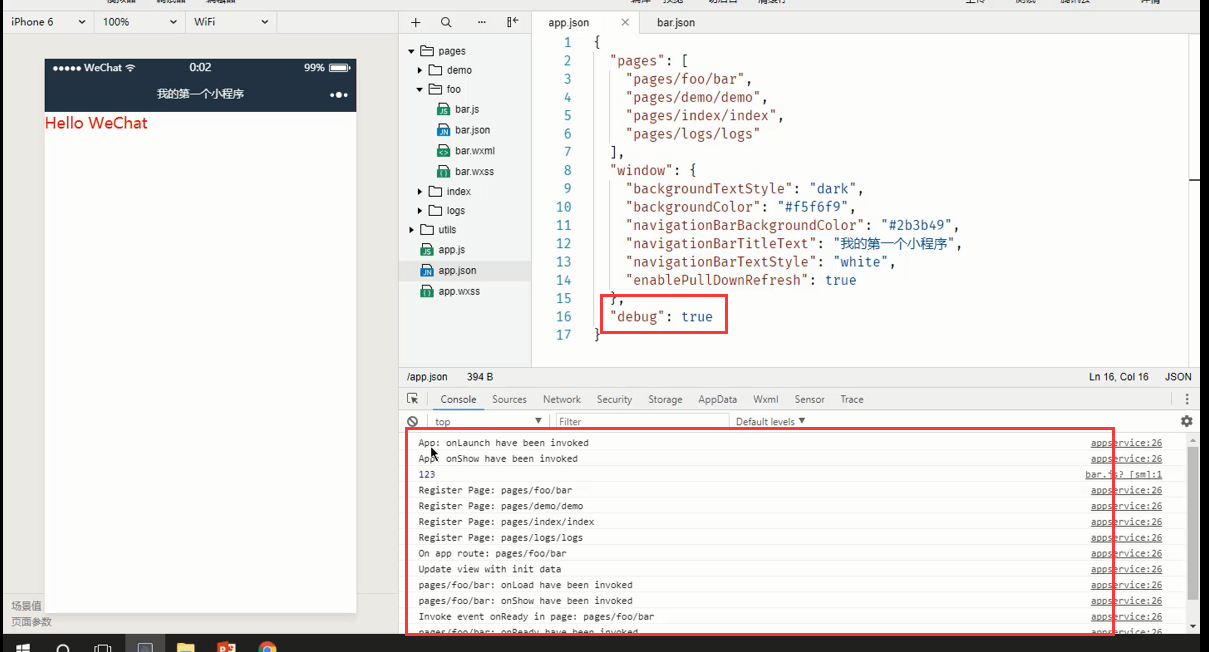 iPhone 6
100%
WiFi
WeChat
0:02
99%
我的第一个小程序
Hello WeChat
场景值
页面参数
pages
demo
foo
bar.js
bar.json
bar.wxml
bar.wxss
index
logs
utils
app.js
app.json
app.wxss
app.json
bar.json
1 {
2 "pages": [
3 "pages/foo/bar",
4 "pages/demo/demo",
5 "pages/index/index",
6 "pages/logs/logs"
7 ],
8 "window": {
9 "backgroundTextStyle": "dark",
10 "backgroundColor": "#f5f6f9",
11 "navigationBarBackgroundColor": "#2b3b49",
12 "navigationBarTitleText": "我的第一个小程序",
13 "navigationBarTextStyle": "white",
14 "enablePullDownRefresh": true
15 },
16 "debug": true
17 }
/app.json 394 B Ln 16, Col 16 JSON
Console Sources Network Security Storage AppData Wxml Sensor Trace
top Filter Default levels
App: onLaunch have been invoked appservice:26
App: onShow have been invoked appservice:26
123 bar.js? [sm]:1
Register Page: pages/foo/bar appservice:26
Register Page: pages/demo/demo appservice:26
Register Page: pages/index/index appservice:26
Register Page: pages/logs/logs appservice:26
On app route: pages/foo/bar appservice:26
Update view with init data appservice:26
pages/foo/bar: onLoad have been invoked appservice:26
pages/foo/bar: onShow have been invoked appservice:26
Invoke event onReady in page: pages/foo/bar appservice:26
pages/foo/bar: onReady have been invoked appservice:26